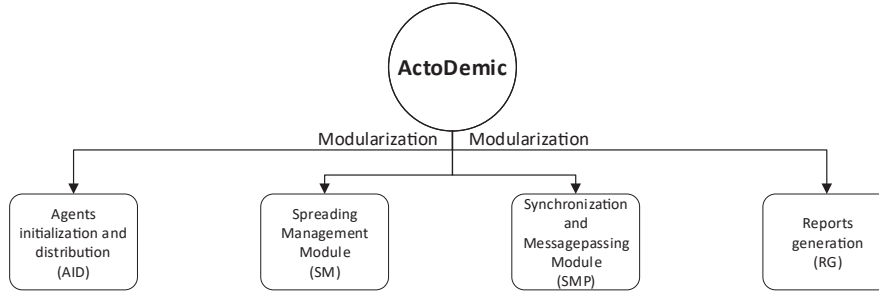 ActoDemic
Modularization
Modularization
Agents
initialization and
distribution
(AID)
Spreading
Management
Module
(SM)
Synchronization
and
Messagepassing
Module
(SMP)
Reports
generation
(RG)